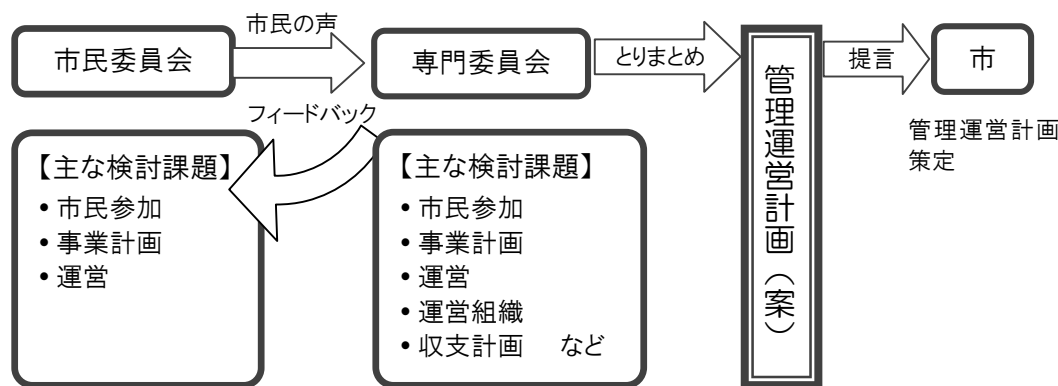 市民委員会
市民の声
専門委員会
とりまとめ
管理運営計画（案）
提言
市
管理運営計画
策定
フィードバック
【主な検討課題】
• 市民参加
• 事業計画
• 運営
【主な検討課題】
• 市民参加
• 事業計画
• 運営
• 運営組織
• 収支計画　など